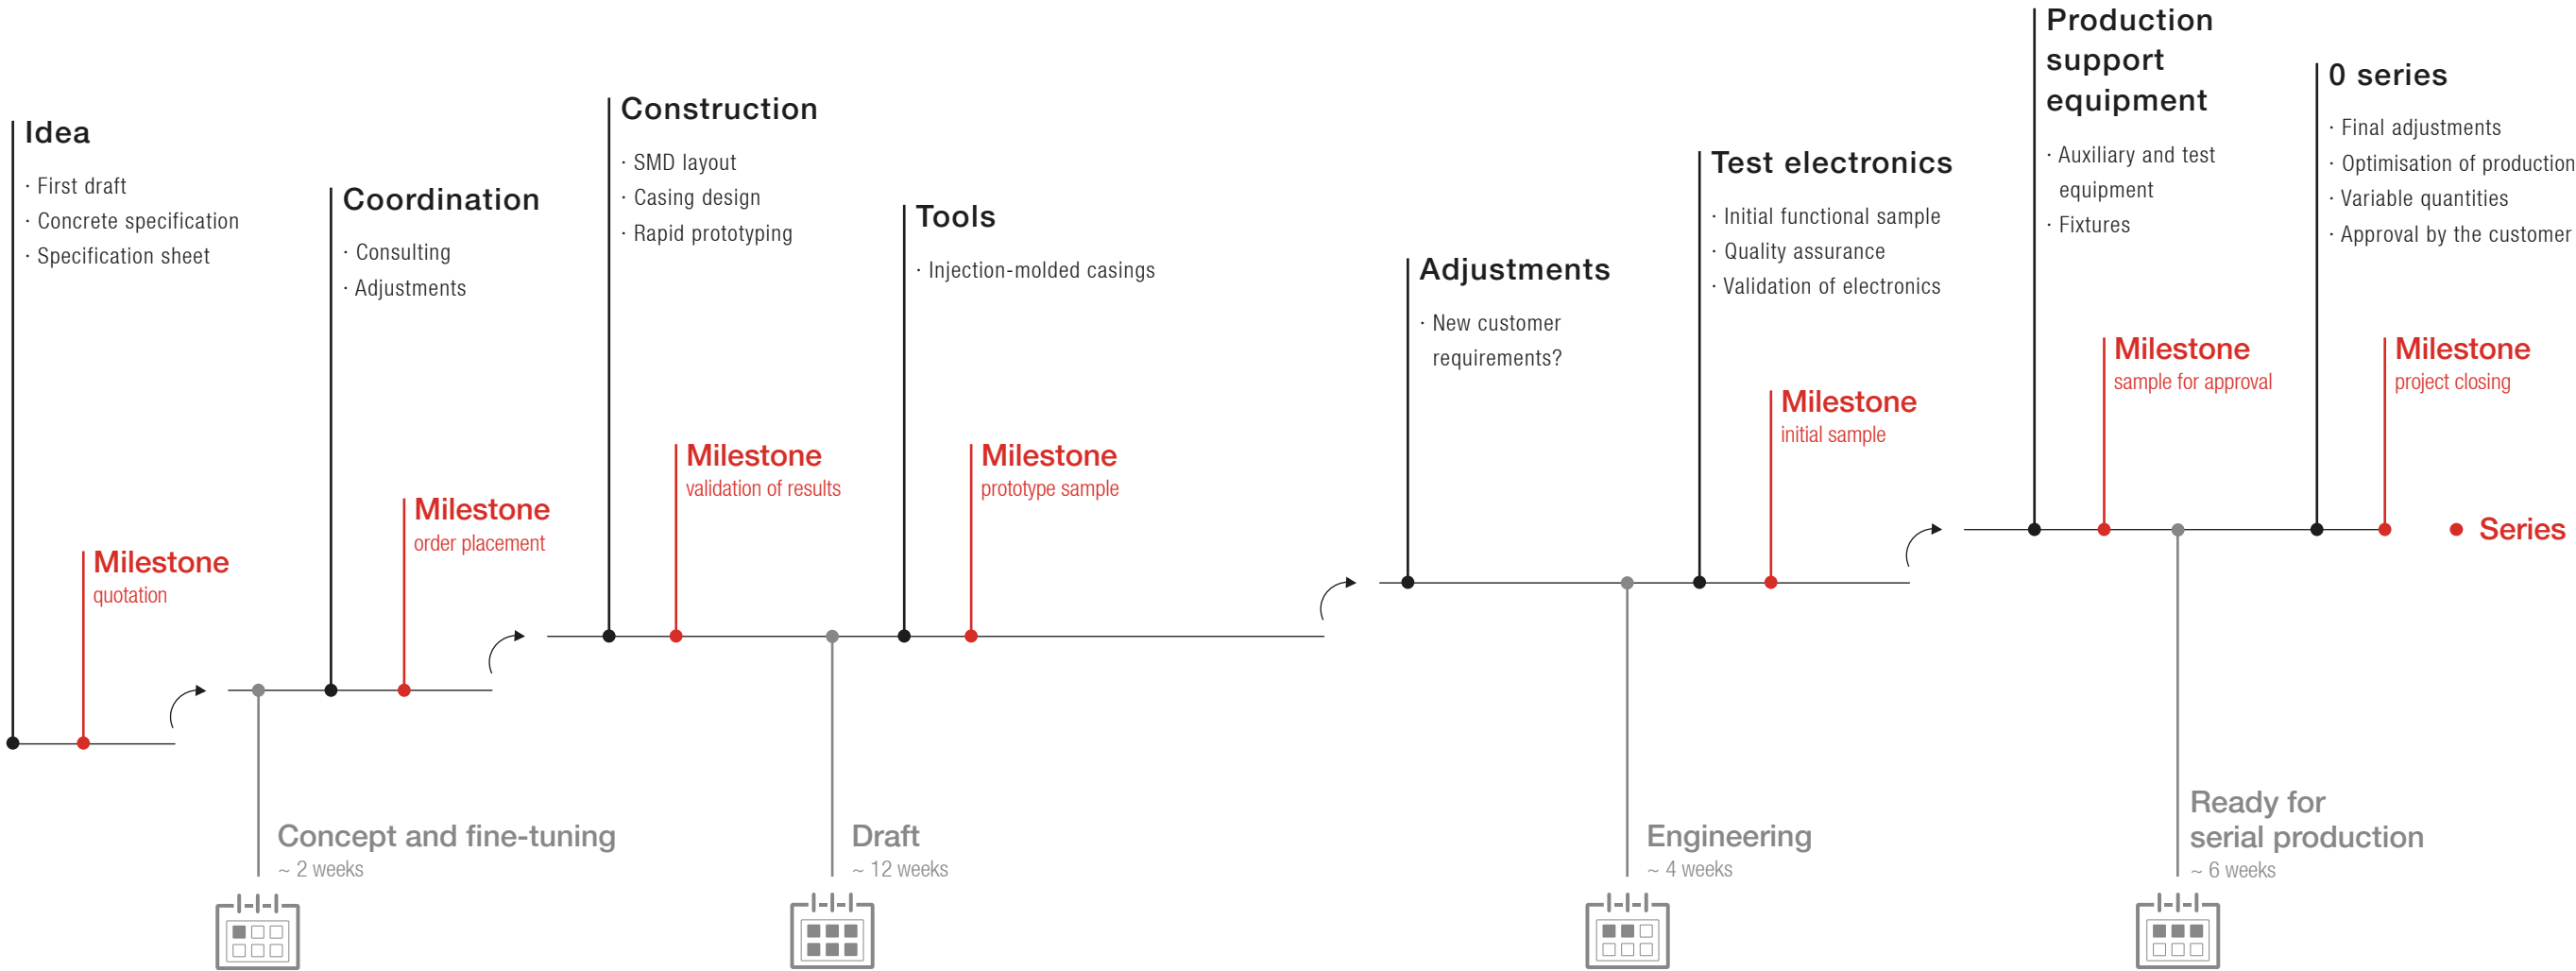 Idea
· First draft
· Concrete specification
· Specification sheet
Milestone
quotation
Concept and fine-tuning
~ 2 weeks
Coordination
· Consulting
· Adjustments
Milestone
order placement
Construction
· SMD layout
· Casing design
· Rapid prototyping
Milestone
validation of results
Draft
~ 12 weeks
Tools
· Injection-molded casings
Milestone
prototype sample
Adjustments
· New customer
requirements?
Engineering
~ 4 weeks
Test electronics
· Initial functional sample
· Quality assurance
· Validation of electronics
Milestone
initial sample
Production
support
equipment
· Auxiliary and test
equipment
· Fixtures
Milestone
sample for approval
Ready for
serial production
~ 6 weeks
0 series
· Final adjustments
· Optimisation of production
· Variable quantities
· Approval by the customer
Milestone
project closing
Series